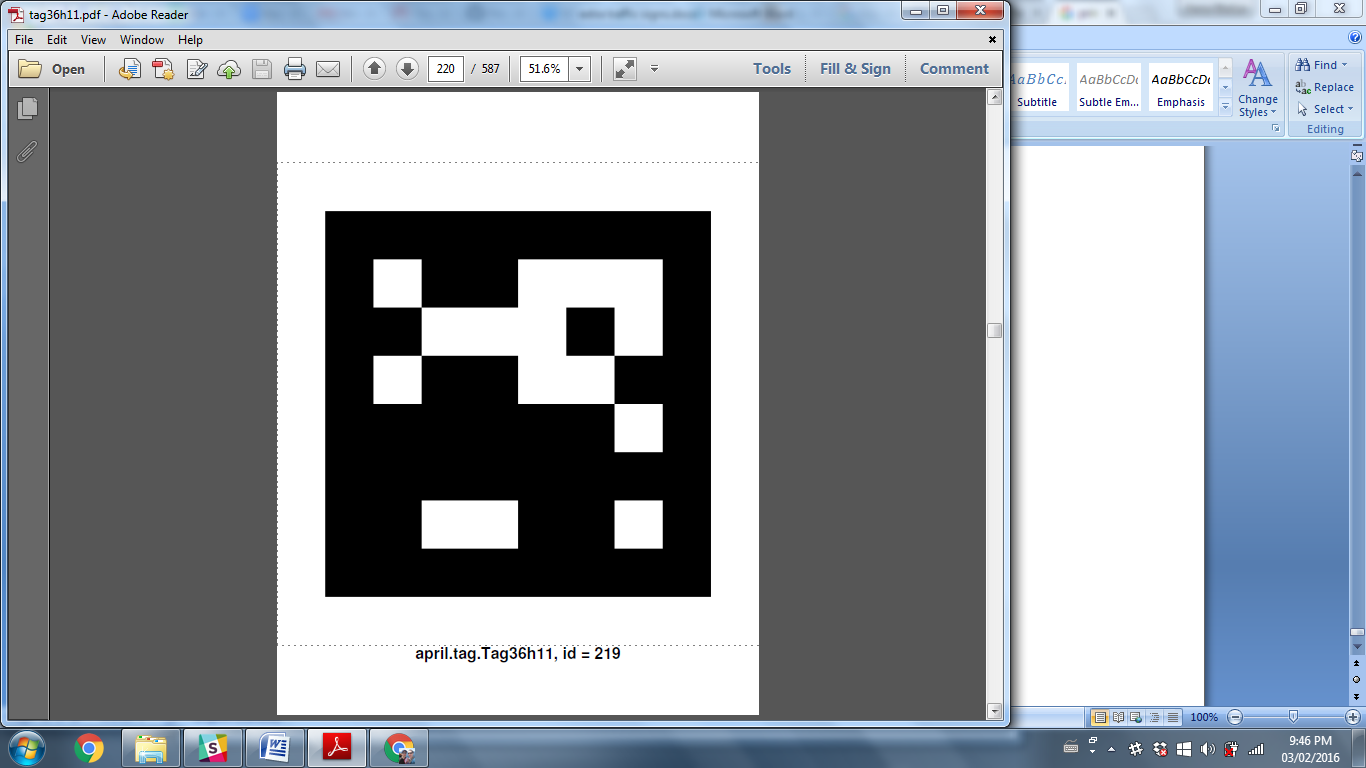 tag36h11.pdf - Adobe Reader
File Edit View Window Help
Open 220 / 587 51.6% Tools Fill & Sign Comment
AaBbCc. AaBbCcDc AaBbCcDc
Subtitle Subtle Em... Emphasis
Change Styles
Find
Replace
Select
Editing
april.tag.Tag36h11, id = 219
100%
9:46 PM
03/02/2016